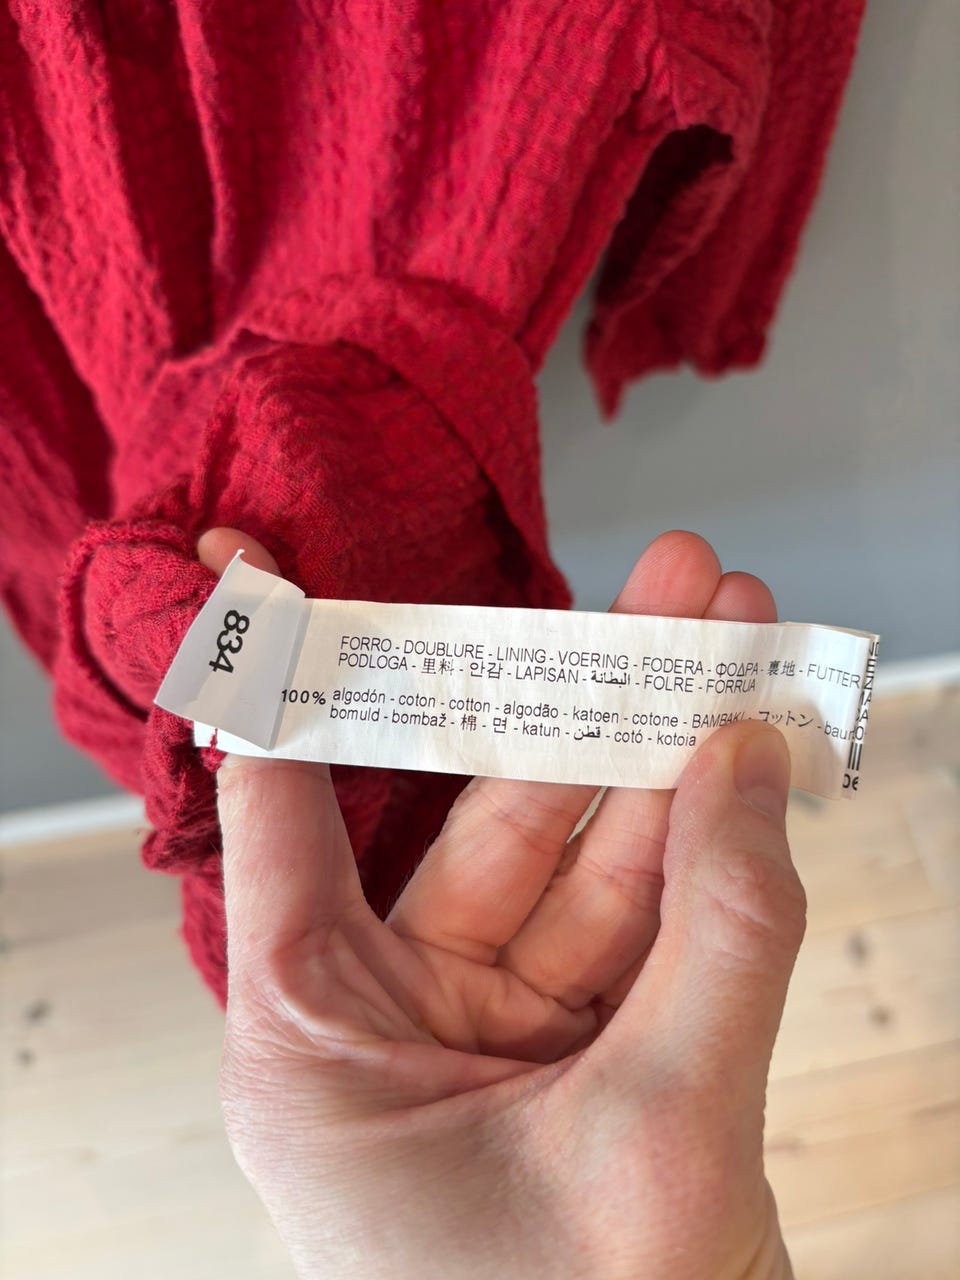 834
FORRO - DOUBLURE - LINING - VOERING - FODERA - ΦΟΔΡΑ - 裏地 - FUTTER
PODLOGA - 里料 - 안감 - LAPISAN - البطانة - FOLRE - FORRUA
100% algodón - coton - cotton - algodão - katoen - cotone - BAMBAKI - コットン
bomuld - bombaž - 棉 - 면 - katun - قطن - cotó - kotoia